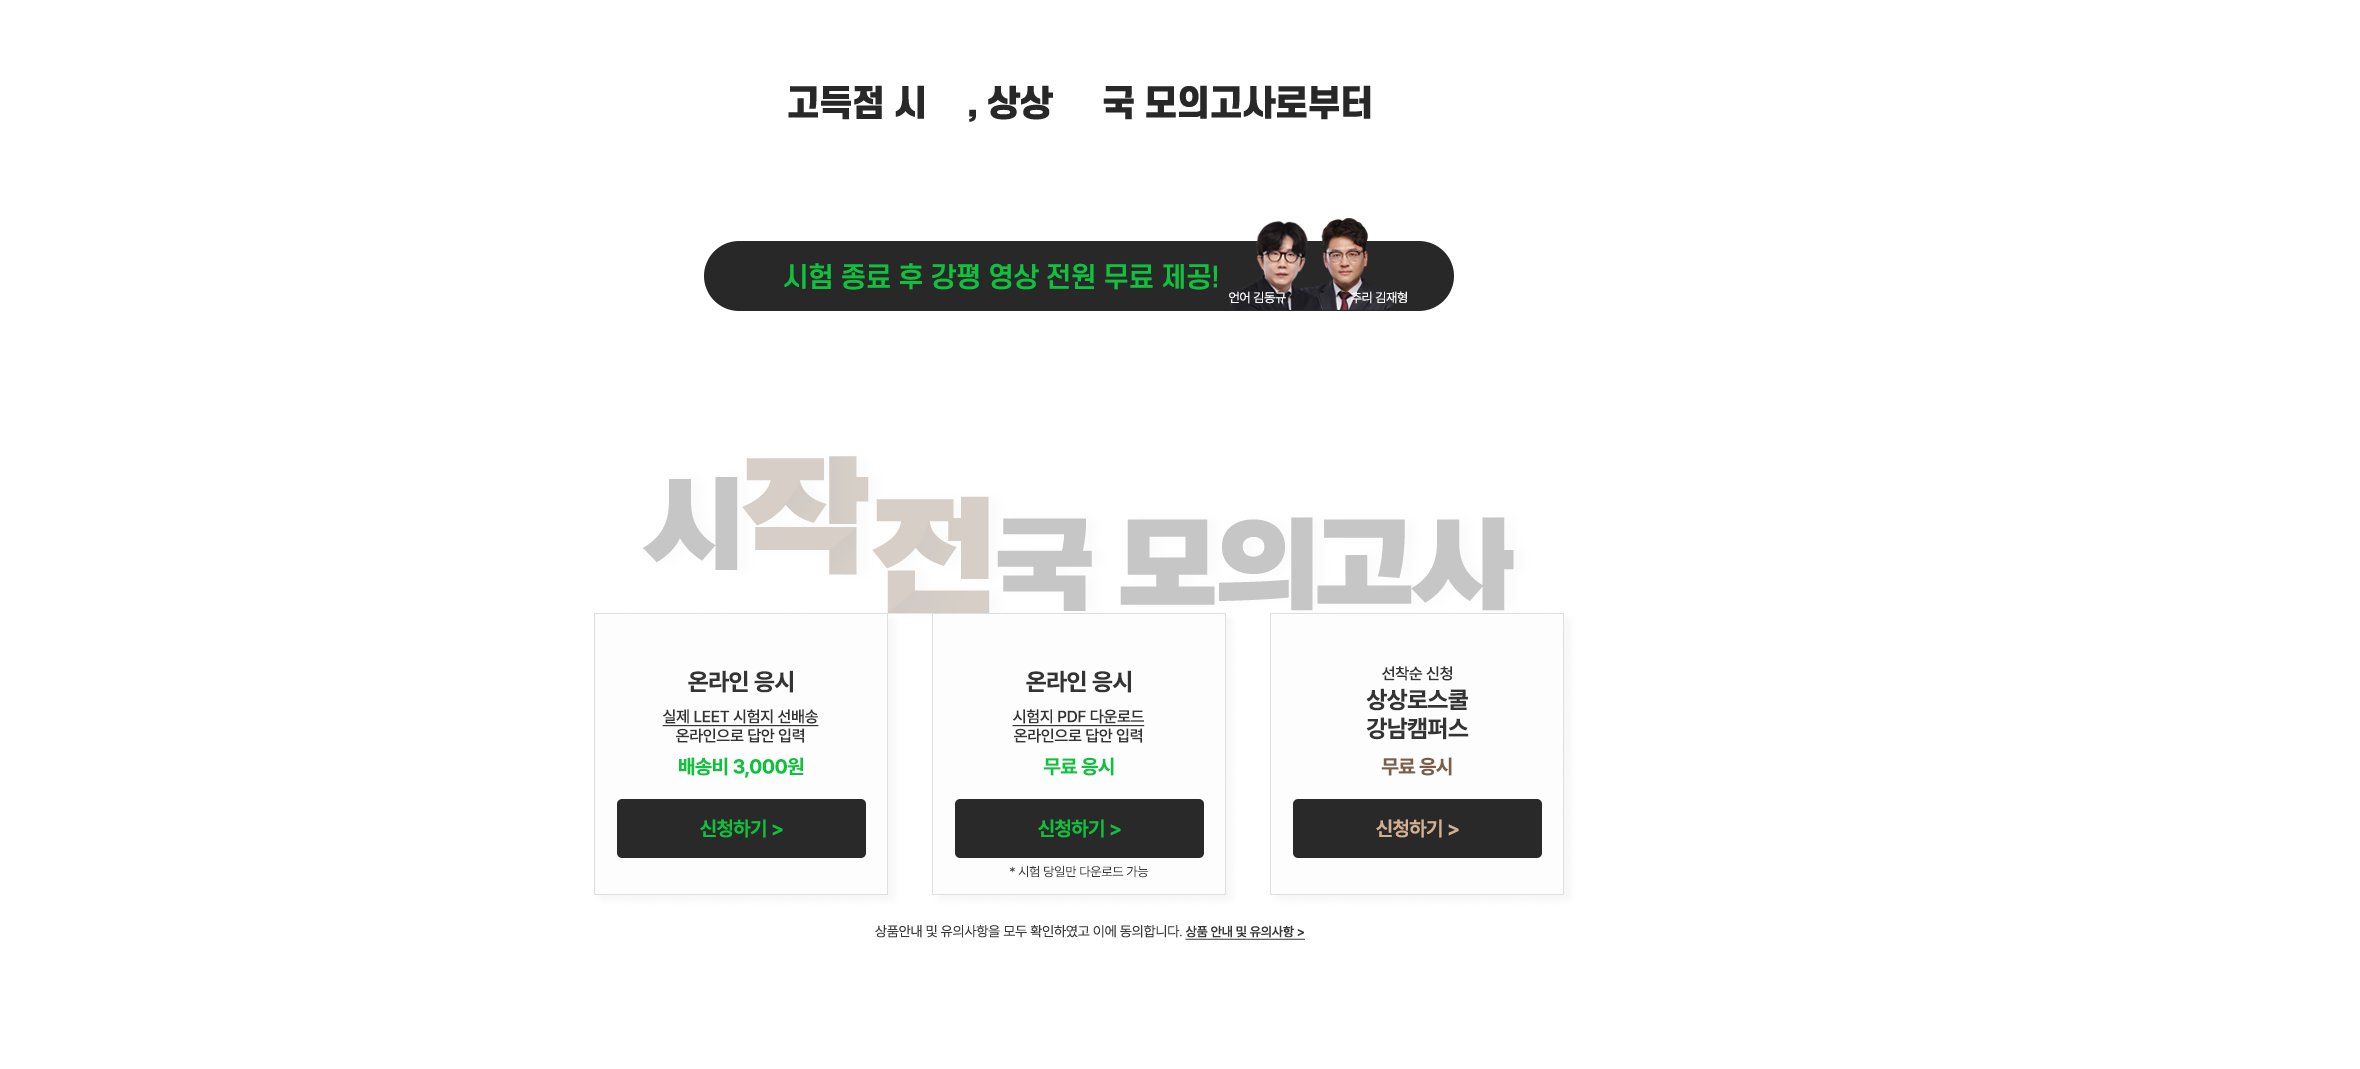 고득점 시 , 상상 국 모의고사로부터
시험 종료 후 강평 영상 전원 무료 제공!
언어 김동규
추리 김재형
시작전국 모의고사
온라인 응시
실제 LEET 시험지 선배송
온라인으로 답안 입력
배송비 3,000원
신청하기 >
온라인 응시
시험지 PDF 다운로드
온라인으로 답안 입력
무료 응시
신청하기 >
* 시험 당일만 다운로드 가능
선착순 신청
상상로스쿨
강남캠퍼스
무료 응시
신청하기 >
상품안내 및 유의사항을 모두 확인하였고 이에 동의합니다. 상품 안내 및 유의사항 >